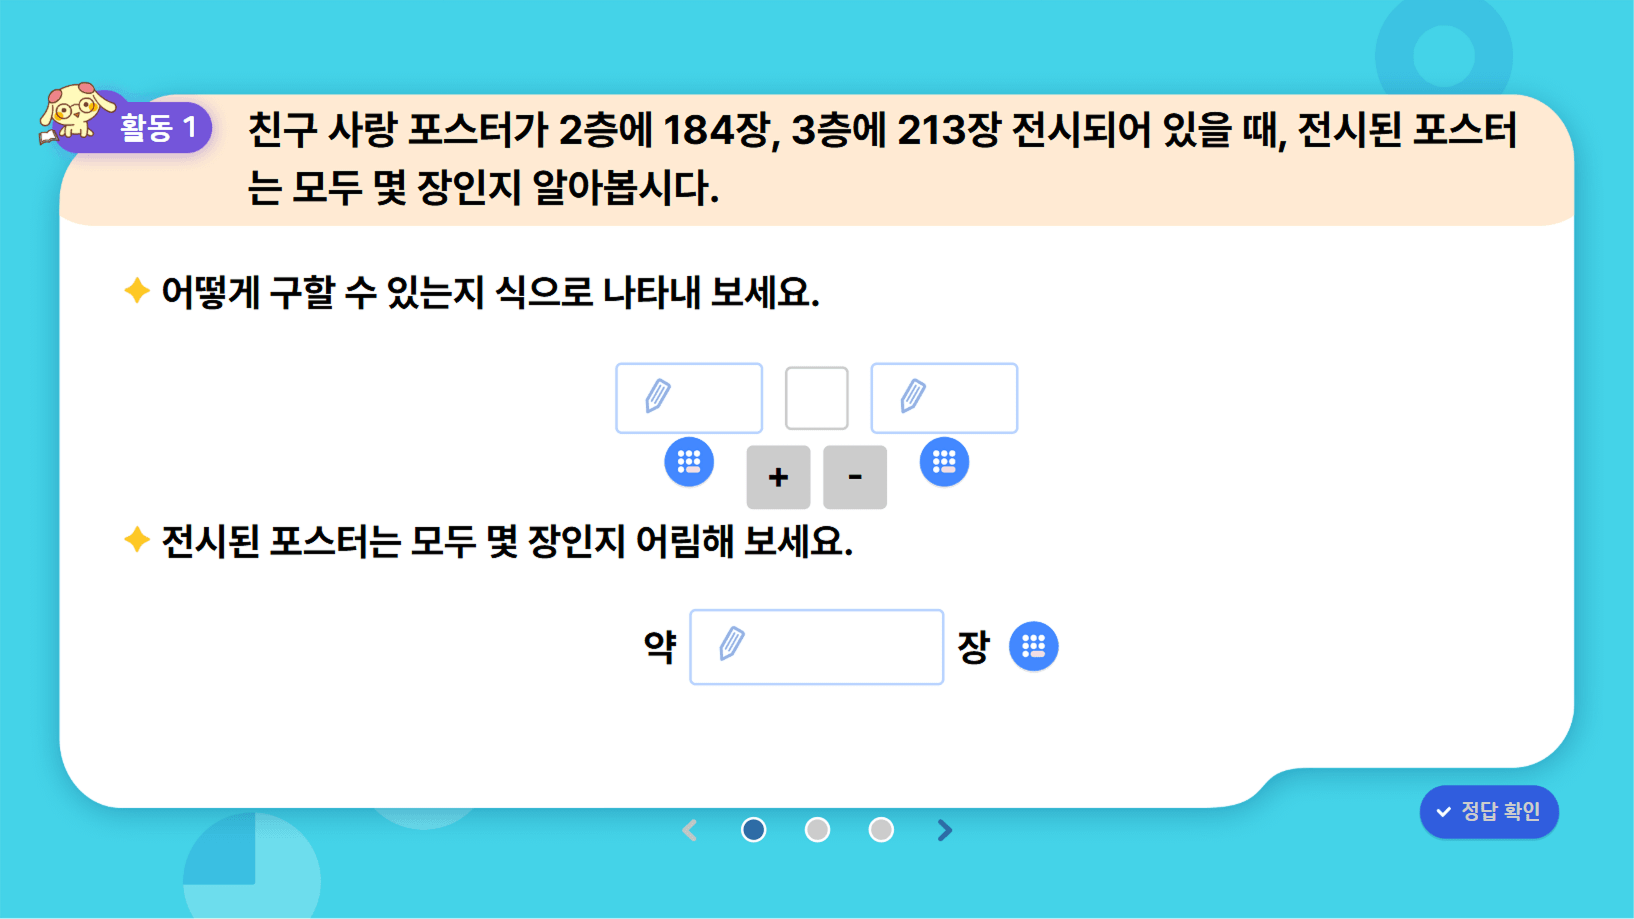 활동 1
친구 사랑 포스터가 2층에 184장, 3층에 213장 전시되어 있을 때, 전시된 포스터
는 모두 몇 장인지 알아봅시다.
어떻게 구할 수 있는지 식으로 나타내 보세요.
+ -
전시된 포스터는 모두 몇 장인지 어림해 보세요.
약 장
정답 확인